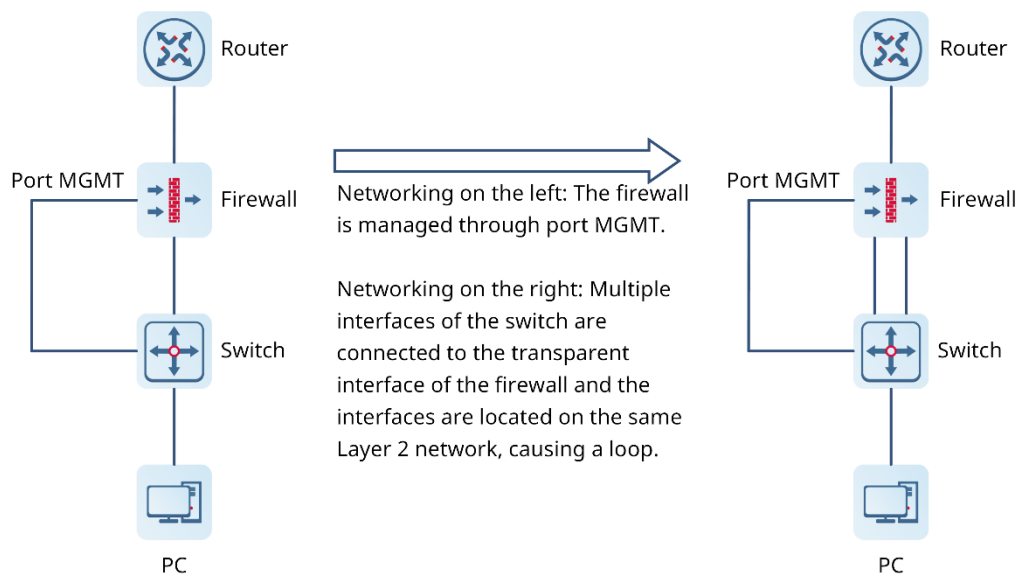 Router
Router
Port MGMT
Firewall
Networking on the left: The firewall
is managed through port MGMT.
Port MGMT
Firewall
Networking on the right: Multiple
interfaces of the switch are
connected to the transparent
interface of the firewall and the
interfaces are located on the same
Layer 2 network, causing a loop.
Switch
Switch
PC
PC